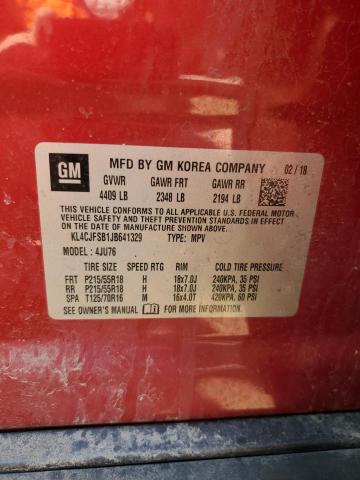 GM MFD BY GM KOREA COMPANY 02/18
GVWR GAWR FRT GAWR RR
4409 LB 2348 LB 2194 LB
THIS VEHICLE CONFORMS TO ALL APPLICABLE U.S. FEDERAL MOTOR
VEHICLE SAFETY, BUMPER, AND THEFT PREVENTION STANDARDS IN
EFFECT ON THE DATE OF MANUFACTURE SHOWN ABOVE.
KL4CJFSB1JB641329 TYPE: MPV
MODEL: 4JU76
TIRE SIZE SPEED RTG RIM COLD TIRE PRESSURE
FRT P215/55R18 H 18x7.0J 240KPA, 35 PSI
RR P215/55R18 H 18x7.0J 240KPA, 35 PSI
SPA T125/70R16 M 16x4.0T 420KPA, 60 PSI
SEE OWNER'S MANUAL FOR MORE INFORMATION